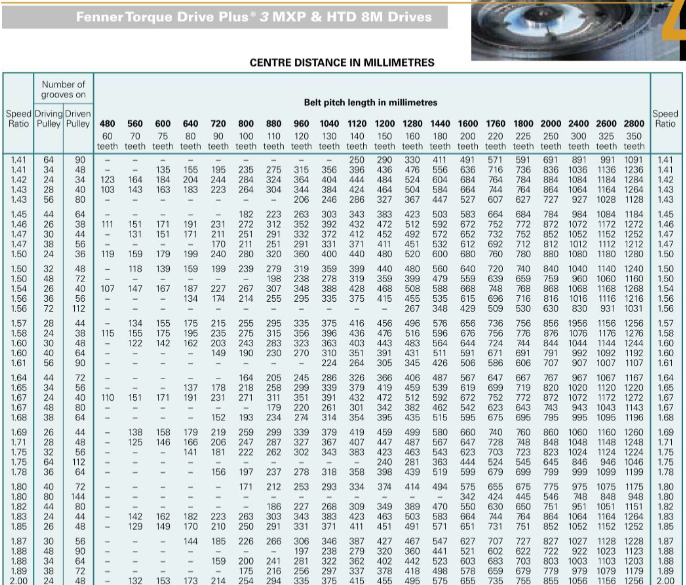 Fenner Torque Drive Plus® 3 MXP & HTD 8M Drives
CENTRE DISTANCE IN MILLIMETRES
Number of grooves on
Belt pitch length in millimetres
Speed Ratio Driving Pulley Driven Pulley 480 560 600 640 720 800 880 960 1040 1120 1200 1280 1440 1600 1760 1800 2000 2400 2600 2800 Speed Ratio
60 70 75 80 90 100 110 120 130 140 150 160 180 200 220 225 250 300 325 350
teeth teeth teeth teeth teeth teeth teeth teeth teeth teeth teeth teeth teeth teeth teeth teeth teeth teeth teeth teeth
1.41 64 90 - - - - - - - - - 250 290 330 411 491 571 591 691 891 991 1091 1.41
1.41 34 48 - - 135 155 195 235 275 315 356 396 436 476 556 636 716 736 836 1036 1136 1236 1.41
1.42 24 34 123 164 184 204 244 284 324 364 404 444 484 524 604 684 764 784 884 1084 1184 1284 1.42
1.43 28 40 103 143 163 183 223 264 304 344 384 424 464 504 584 664 744 764 864 1064 1164 1264 1.43
1.43 56 80 - - - - - - - 206 246 286 327 367 447 527 607 627 727 927 1028 1128 1.43
1.45 44 64 - - - - - 182 223 263 303 343 383 423 503 583 664 684 784 984 1084 1184 1.45
1.46 26 38 111 151 171 191 231 272 312 352 392 432 472 512 592 672 752 772 872 1072 1172 1272 1.46
1.47 30 44 - 131 151 171 211 251 291 332 372 412 452 492 572 652 732 752 852 1052 1152 1252 1.47
1.47 38 56 - - - - 170 211 251 291 331 371 411 451 532 612 692 712 812 1012 1112 1212 1.47
1.50 24 36 119 159 179 199 240 280 320 360 400 440 480 520 600 680 760 780 880 1080 1180 1280 1.50
1.50 32 48 - 118 139 159 199 239 279 319 359 399 440 480 560 640 720 740 840 1040 1140 1240 1.50
1.50 48 72 - - - - - - 198 238 278 319 359 399 479 559 639 659 759 960 1060 1160 1.50
1.54 26 40 107 147 167 187 227 267 307 348 388 428 468 508 588 668 748 768 868 1068 1168 1268 1.54
1.56 36 56 - - - 134 174 214 255 295 335 375 415 455 535 615 696 716 816 1016 1116 1216 1.56
1.56 72 112 - - - - - - - - - - - 267 348 429 509 530 630 830 931 1031 1.56
1.57 28 44 - 134 155 175 215 255 295 335 375 416 456 496 576 656 736 756 856 1956 1156 1256 1.57
1.58 24 38 115 155 175 195 235 275 315 356 396 436 476 516 596 676 756 776 876 1076 1176 1276 1.58
1.60 30 48 - 122 142 162 203 243 283 323 363 403 443 483 564 644 724 744 844 1044 1144 1244 1.60
1.60 40 64 - - - - 149 190 230 270 310 351 391 431 511 591 671 691 791 992 1092 1192 1.60
1.61 56 90 - - - - - - - - 224 264 305 345 426 506 586 606 707 907 1007 1107 1.61
1.64 44 72 - - - - - 164 205 245 286 326 366 406 487 567 647 667 767 967 1067 1167 1.64
1.65 34 56 - - - 137 178 218 258 299 339 379 419 459 539 619 699 719 820 1020 1120 1220 1.65
1.67 24 40 110 151 171 191 231 271 311 351 391 432 472 512 592 672 752 772 872 1072 1172 1272 1.67
1.67 48 80 - - - - - - 179 220 261 301 342 382 462 542 623 643 743 943 1043 1143 1.67
1.68 38 64 - - - - 152 193 234 274 314 354 395 435 515 595 675 695 795 995 1095 1196 1.68
1.69 26 44 - 138 158 179 219 259 299 339 379 419 459 499 580 660 740 760 860 1060 1160 1260 1.69
1.71 28 48 - 125 146 166 206 247 287 327 367 407 447 487 567 647 728 748 848 1048 1148 1248 1.71
1.75 32 56 - - - 141 181 222 262 302 343 383 423 463 543 623 703 723 824 1024 1124 1224 1.75
1.75 64 112 - - - - - - - - - - 240 281 363 444 524 545 645 846 946 1046 1.75
1.78 36 64 - - - - 156 197 237 278 318 358 398 439 519 599 679 699 799 999 1099 1199 1.78
1.80 40 72 - - - - - 171 212 253 293 334 374 414 494 575 655 675 775 975 1075 1175 1.80
1.80 80 144 - - - - - - - - - - - - - 342 424 445 546 748 848 948 1.80
1.82 44 80 - - - - - - 186 227 268 309 349 389 470 550 630 650 751 951 1051 1151 1.82
1.83 24 44 - 142 162 182 223 263 303 343 383 423 463 503 583 664 744 764 864 1064 1164 1264 1.83
1.85 26 48 - 129 149 170 210 250 291 331 371 411 451 491 571 651 731 751 852 1052 1152 1252 1.85
1.87 30 56 - - - 144 185 226 266 306 346 387 427 467 547 627 707 727 827 1027 1128 1228 1.87
1.88 48 90 - - - - - - - 197 238 279 320 360 441 521 602 622 722 922 1023 1123 1.88
1.88 34 64 - - - - 159 200 241 281 322 362 402 442 523 603 683 703 803 1003 1103 1203 1.88
1.89 38 72 - - - - - 175 216 256 297 337 378 418 498 578 659 679 779 979 1079 1179 1.89
2.00 24 48 - 132 153 173 214 254 294 335 375 415 455 495 575 655 735 755 855 1056 1156 1256 2.00